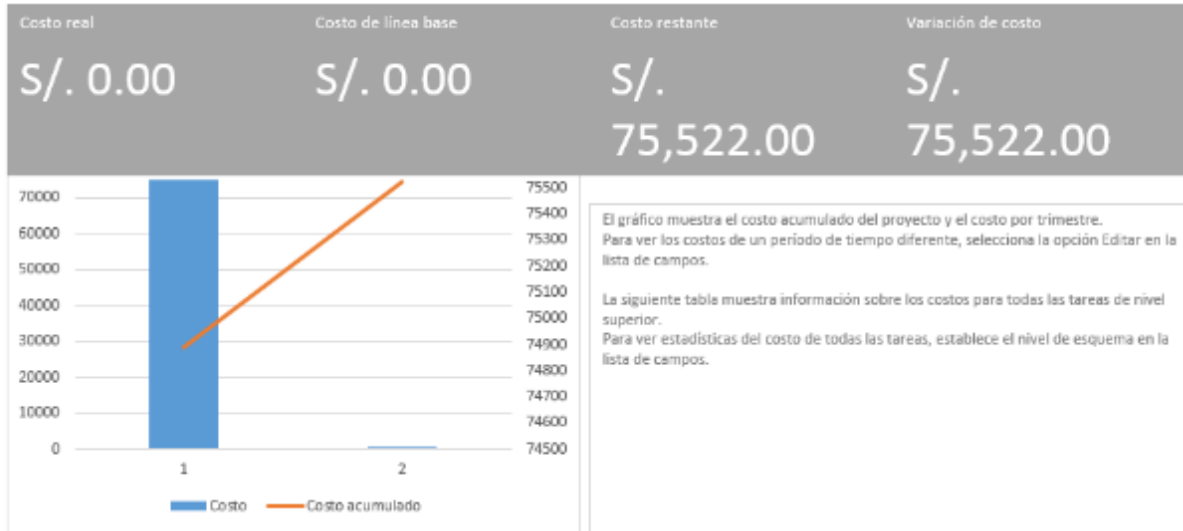 Costo real
Costo de línea base
Costo restante
Variación de costo
S/. 0.00
S/. 0.00
S/.
75,522.00
S/.
75,522.00
70000
60000
50000
40000
30000
20000
10000
0
75500
75400
75300
75200
75100
75000
74900
74800
74700
74600
74500
1
2
Costo
Costo acumulado
El gráfico muestra el costo acumulado del proyecto y el costo por trimestre.
Para ver los costos de un período de tiempo diferente, selecciona la opción Editar en la
lista de campos.
La siguiente tabla muestra información sobre los costos para todas las tareas de nivel
superior.
Para ver estadísticas del costo de todas las tareas, establece el nivel de esquema en la
lista de campos.